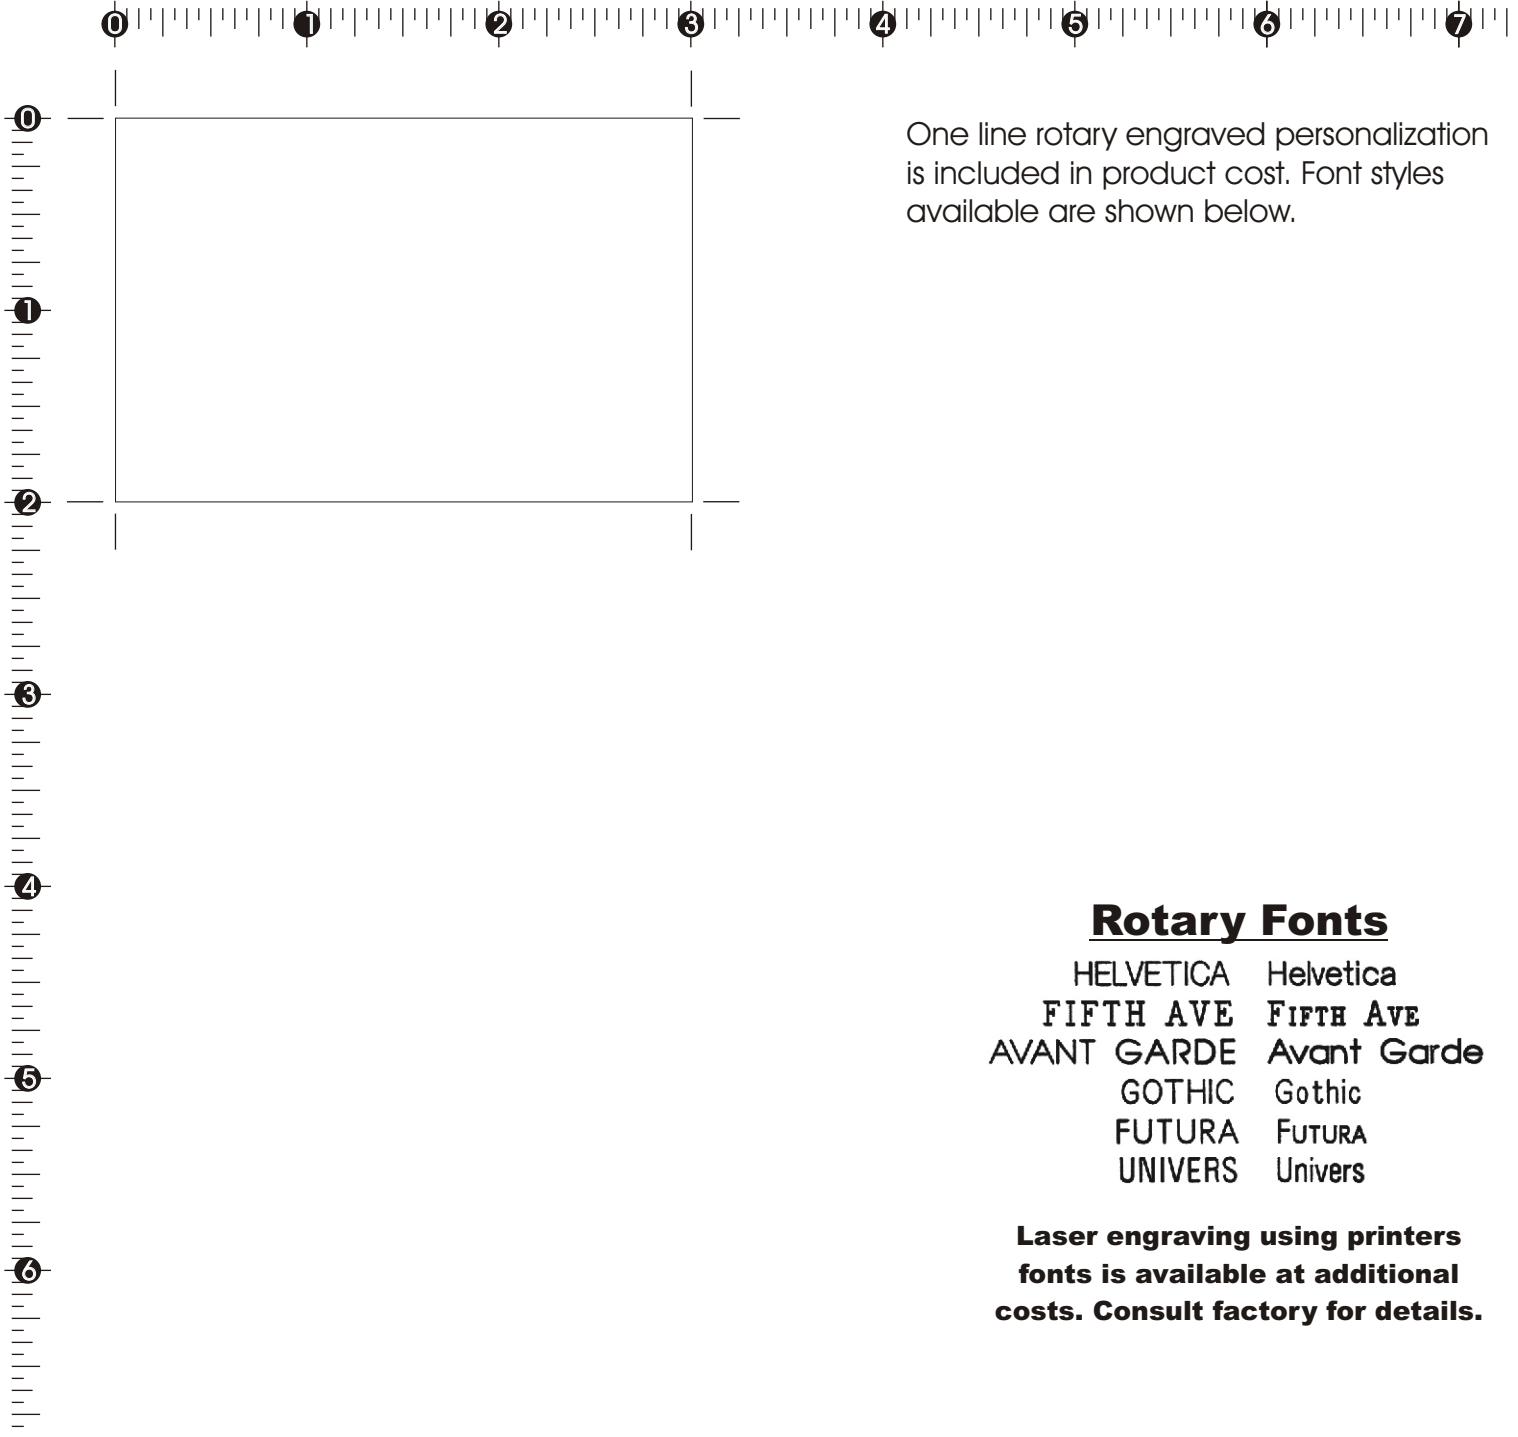 0 1 2 3 4 5 6 7
0
1
2
3
4
5
6
One line rotary engraved personalization
is included in product cost. Font styles
available are shown below.
Rotary Fonts
HELVETICA Helvetica
FIFTH AVE FIFTH AVE
AVANT GARDE Avant Garde
GOTHIC Gothic
FUTURA FUTURA
UNIVERS Univers
Laser engraving using printers
fonts is available at additional
costs. Consult factory for details.